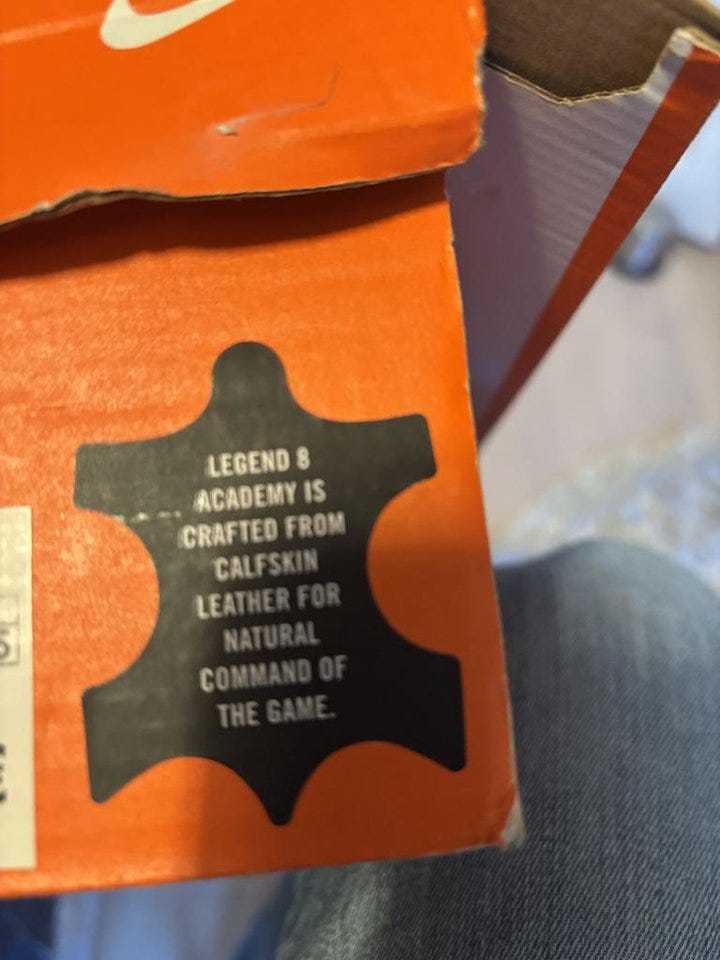 LEGEND 8
ACADEMY IS
CRAFTED FROM
CALFSKIN
LEATHER FOR
NATURAL
COMMAND OF
THE GAME.